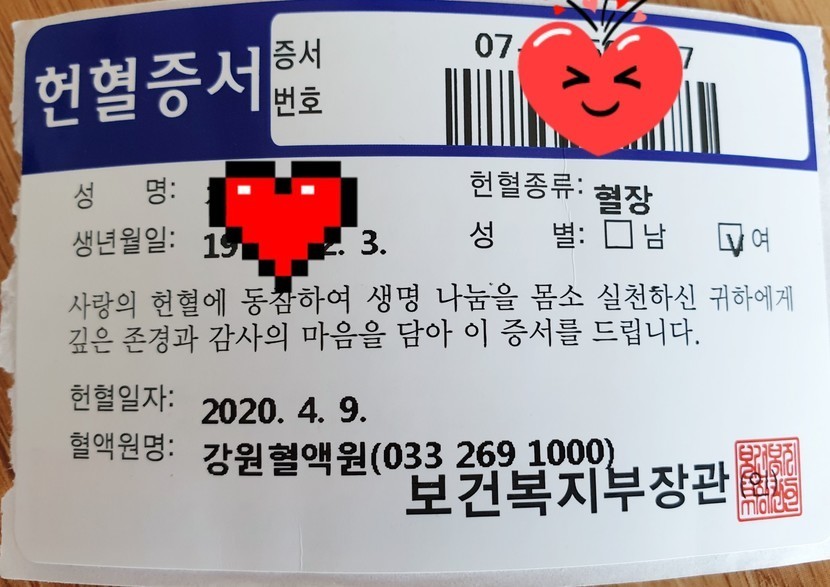 헌혈증서
증서
번호
07-
7
성 명:
헌혈종류: 혈장
생년월일: 19 2. 3.
성 별: 남 V 여
사랑의 헌혈에 동참하여 생명 나눔을 몸소 실천하신 귀하에게
깊은 존경과 감사의 마음을 담아 이 증서를 드립니다.
헌혈일자: 2020. 4. 9.
혈액원명: 강원혈액원(033 269 1000)
보건복지부장관 (인)